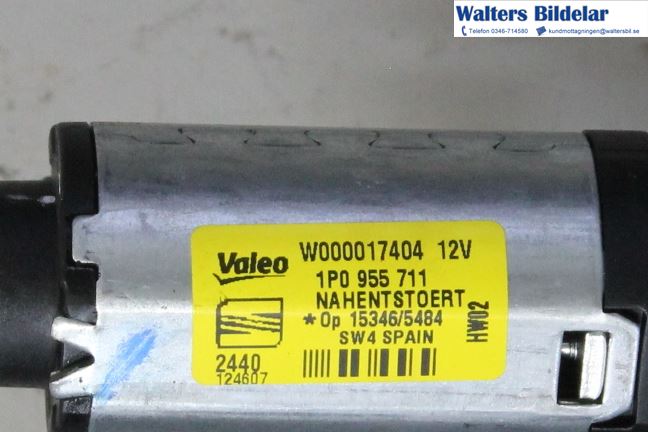 Walters Bildelar
Telefon 0346-714580 kundmottagningen@waltersbil.se
Valeo W000017404 12V
1P0 955 711
NAHENTSTOERT
*Op 15346/5484
SW4 SPAIN
HW02
2440
124607